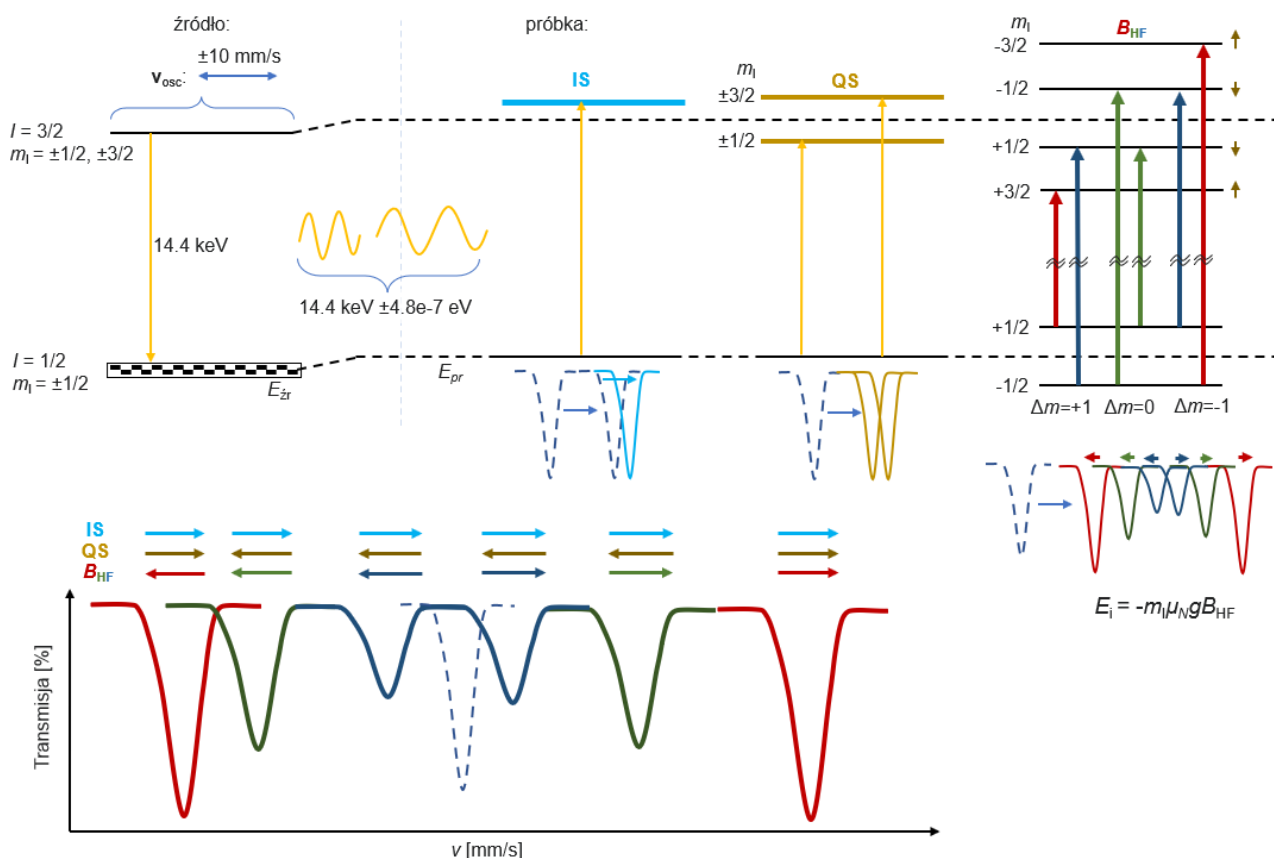 źródło:
±10 mm/s
v_osc:
I = 3/2
m_I = ±1/2, ±3/2
14.4 keV
14.4 keV ±4.8e-7 eV
I = 1/2
m_I = ±1/2
E_źr
próbka:
IS
E_pr
m_I
QS
±3/2
±1/2
m_I
B_HF
-3/2
-1/2
+1/2
+3/2
+1/2
-1/2
Δm=+1 Δm=0 Δm=-1
E_i = -m_Iμ_NgB_HF
IS
QS
B_HF
Transmisja [%]
v [mm/s]